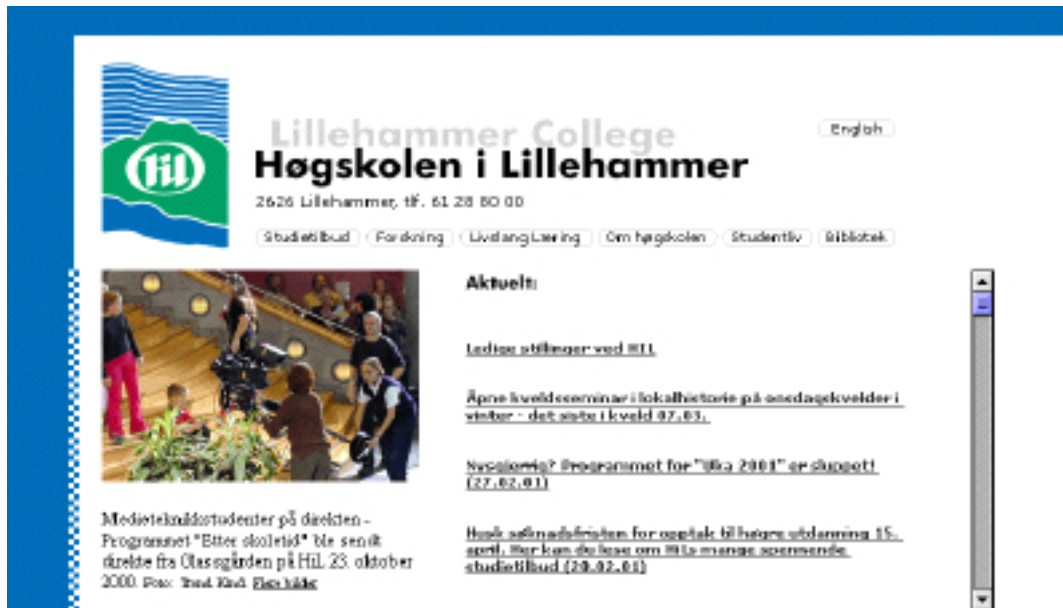 Hil
Lillehammer College
English
Høgskolen i Lillehammer
2626 Lillehammer, tlf. 61 28 80 00
Studietilbud Forskning Livslang Læring Om høgskolen Studentliv Bibliotek
Aktuelt:
Ledige stillinger ved HIL
Åpne kveldsseminar i lokalhistorie på onsdagskvelder i
vinter - det siste i kveld 07.03.
Nysgjerrig? Programmet for "Uka 2001" er sluppet!
(27.02.01)
Husk søknadsfristen for opptak til høgre utdanning 15.
april. Her kan du lese om HiLs mange spennende
studietilbud (20.02.01)
Medieteknikkstudenter på direkten -
Programmet "Etter skoletid" ble sendt
direkte fra Glassgården på HiL 23. oktober
2000. Foto: Flere bilder